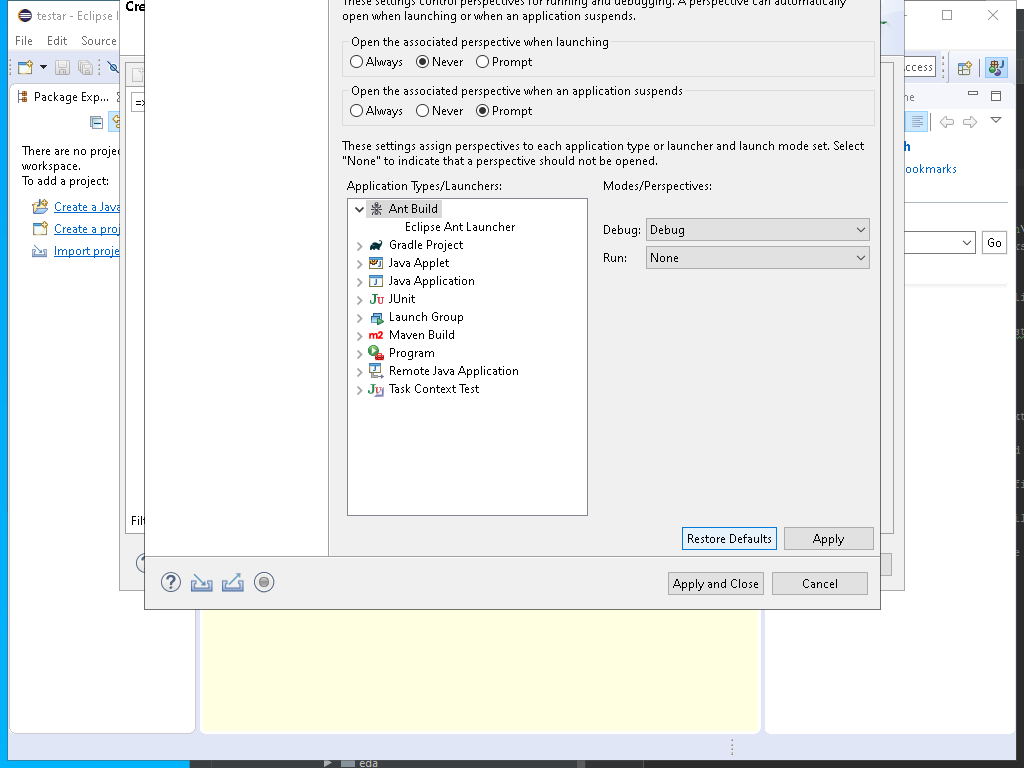 testar - Eclipse I
Cre
These settings control perspectives for running and debugging. A perspective can automatically
open when launching or when an application suspends.
File Edit Source
Open the associated perspective when launching
Always Never Prompt
ccess
Package Exp...
Open the associated perspective when an application suspends
Always Never Prompt
There are no proje
workspace.
To add a project:
These settings assign perspectives to each application type or launcher and launch mode set. Select
"None" to indicate that a perspective should not be opened.
ookmarks
Application Types/Launchers:
Modes/Perspectives:
Create a Java
Create a proj
Import proje
Ant Build
Eclipse Ant Launcher
Gradle Project
Java Applet
Java Application
JUnit
Launch Group
Maven Build
Program
Remote Java Application
Task Context Test
Debug: Debug
Run: None
Go
Filt
Restore Defaults
Apply
Apply and Close
Cancel
eda